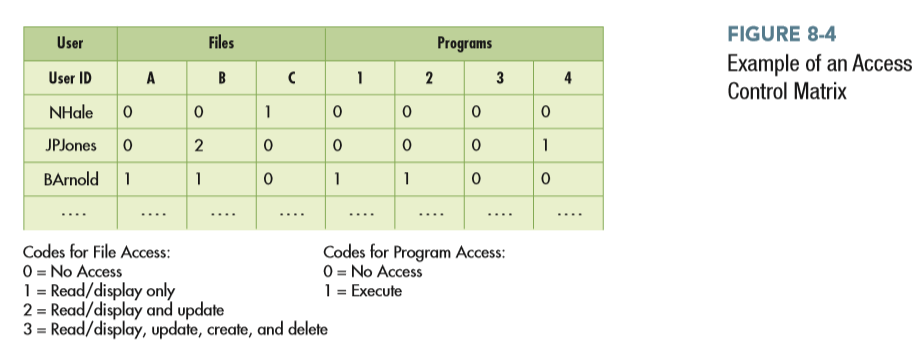 User Files Programs
User ID A B C 1 2 3 4
NHale 0 0 1 0 0 0 0
JPJones 0 2 0 0 0 0 1
BArnold 1 1 0 1 1 0 0
.... .... .... .... .... .... .... ....
Codes for File Access:
0 = No Access
1 = Read/display only
2 = Read/display and update
3 = Read/display, update, create, and delete
Codes for Program Access:
0 = No Access
1 = Execute
FIGURE 8-4
Example of an Access
Control Matrix